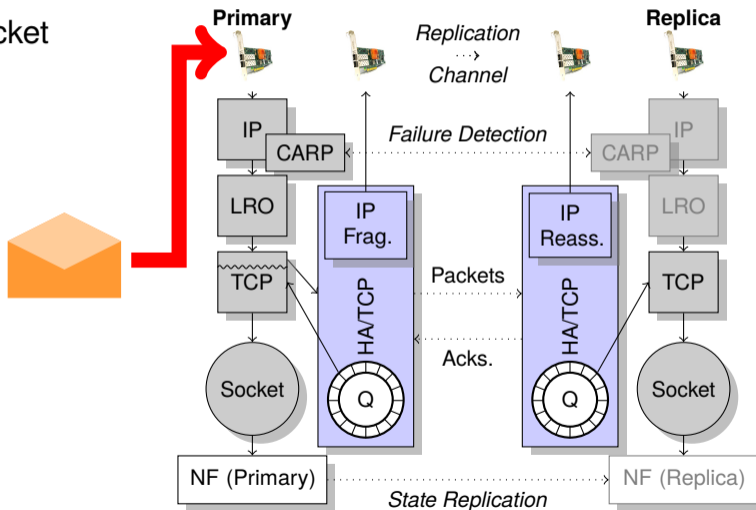 cket
Primary
Replication
Channel
Replica
IP
CARP
Failure Detection
CARP
IP
LRO
IP
Frag.
IP
Reass.
LRO
TCP
HA/TCP
Packets
HA/TCP
TCP
Acks.
Socket
Q
Q
Socket
NF (Primary)
State Replication
NF (Replica)